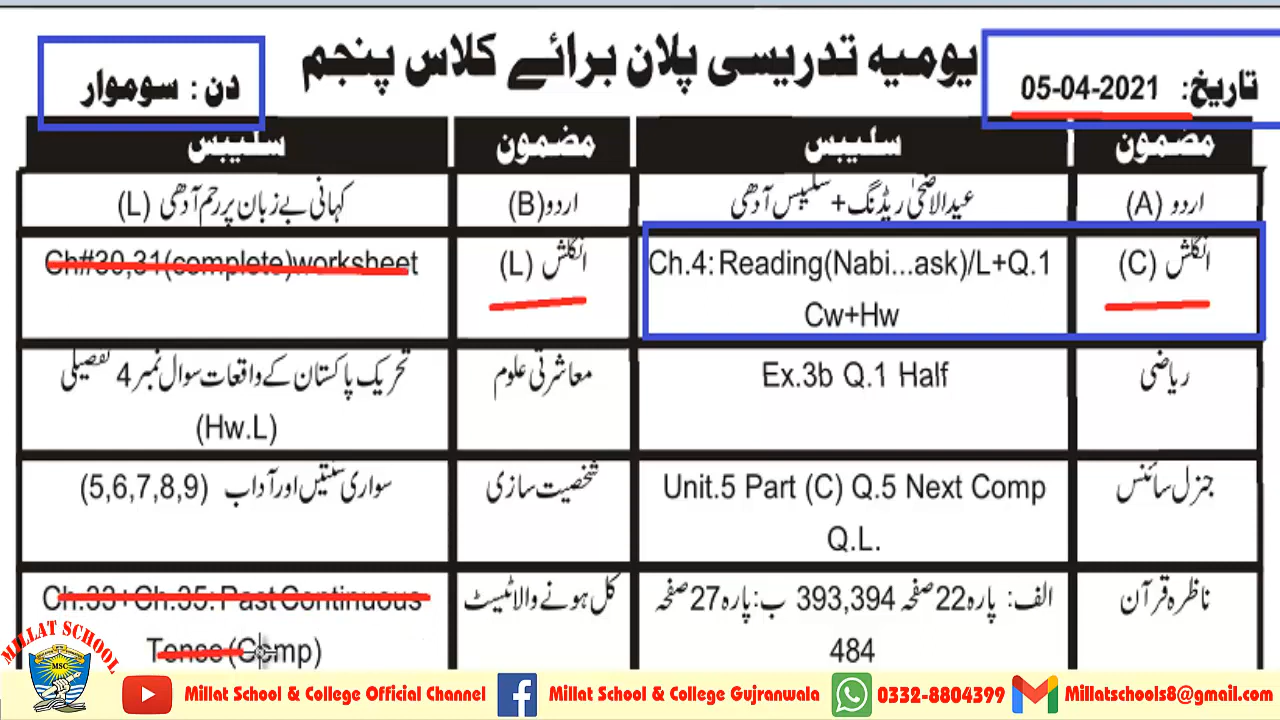 یومیہ تدریسی پلان برائے کلاس پنجم
تاریخ: 05-04-2021
دن : سوموار
مضمون سلیبس مضمون سلیبس
اردو (A) عیدالاضحیٰ ریڈنگ + سلیبس آدھی اردو (B) کہانی بے زبان پر رحم آدھی (L)
انگلش (C) Ch.4: Reading(Nabi...ask)/L+Q.1 انگلش (L) Ch#30,31(complete)worksheet
Cw+Hw
ریاضی Ex.3b Q.1 Half معاشرتی علوم تحریک پاکستان کے واقعات سوال نمبر 4 تفصیلی
(Hw.L)
جنرل سائنس Unit.5 Part (C) Q.5 Next Comp شخصیت سازی سواری سنتیں اور آداب (5,6,7,8,9)
Q.L.
ناظرہ قرآن الف: پارہ 22 صفحہ 393,394 ب: پارہ 27 صفحہ کل ہونے والا ٹیسٹ Ch.33+Ch.35: Past Continuous
484 Tense (Comp)
MILLAT SCHOOL
MSC
Millat School & College Official Channel Millat School & College Gujranwala 0332-8804399 Millatschools8@gmail.com